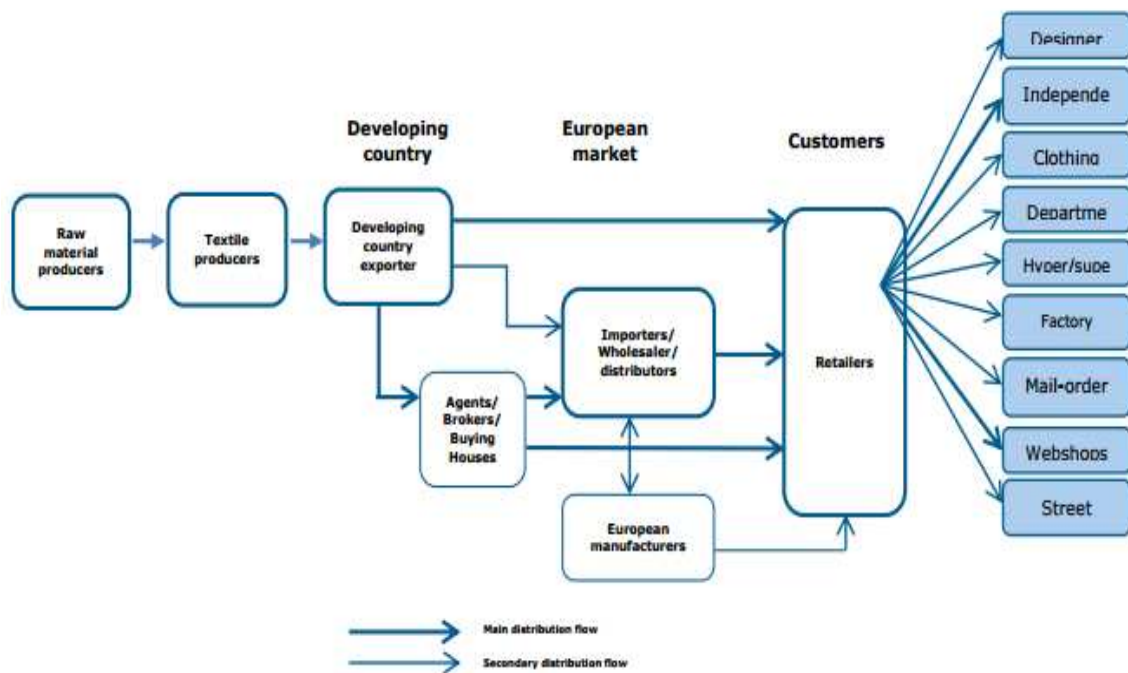 Developing
country
European
market
Customers
Raw
material
producers
Textile
producers
Developing
country
exporter
Agents/
Brokers/
Buying
Houses
Importers/
Wholesaler/
distributors
European
manufacturers
Retailers
Designer
Independe
Clothing
Departme
Hyper/supe
Factory
Mail-order
Webshops
Street
Main distribution flow
Secondary distribution flow